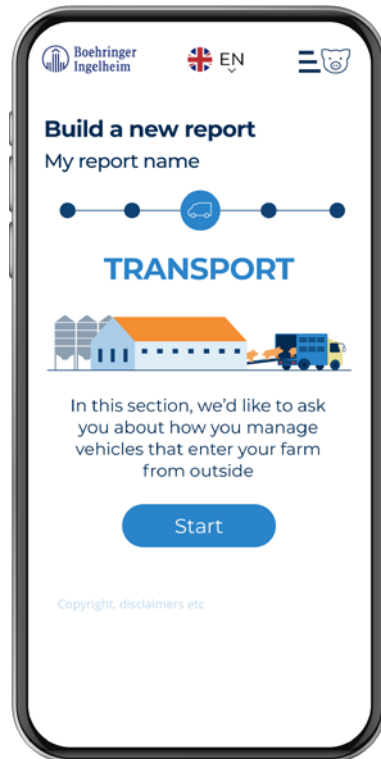 Boehringer
Ingelheim
EN
Build a new report
My report name
TRANSPORT
In this section, we'd like to ask
you about how you manage
vehicles that enter your farm
from outside
Start
Copyright, disclaimers etc